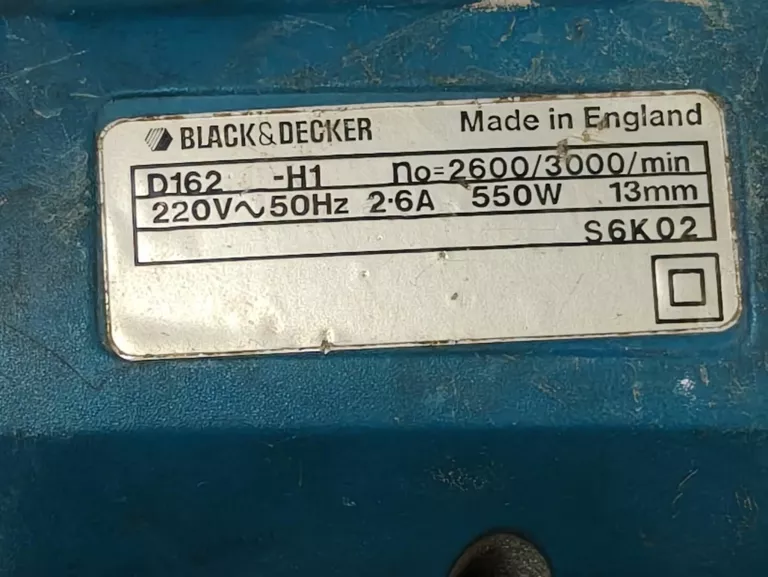 BLACK&DECKER Made in England
D162 -H1 no=2600/3000/min
220V~50Hz 2·6A 550W 13mm
S6K02